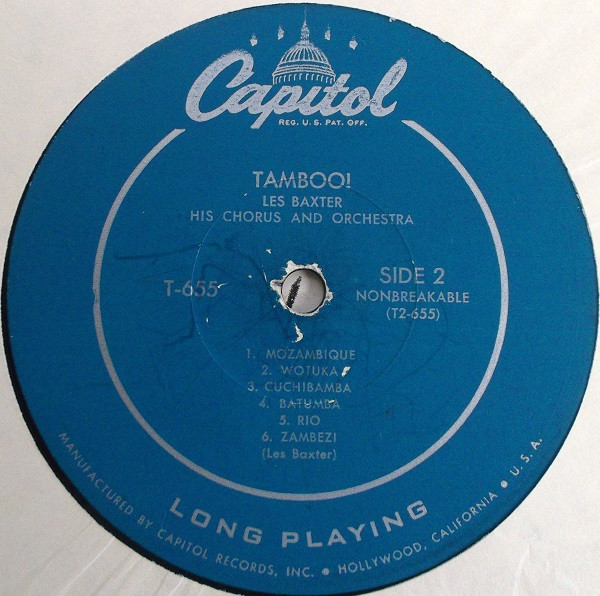 Capitol
REG. U.S. PAT. OFF.
TAMBOO!
LES BAXTER
HIS CHORUS AND ORCHESTRA
T-655
SIDE 2
NONBREAKABLE
(T2-655)
1. MOZAMBIQUE
2. WOTUKA
3. CUCHIBAMBA
4. BATUMBA
5. RIO
6. ZAMBEZI
(Les Baxter)
LONG PLAYING
MANUFACTURED BY CAPITOL RECORDS, INC. • HOLLYWOOD, CALIFORNIA • U.S.A.